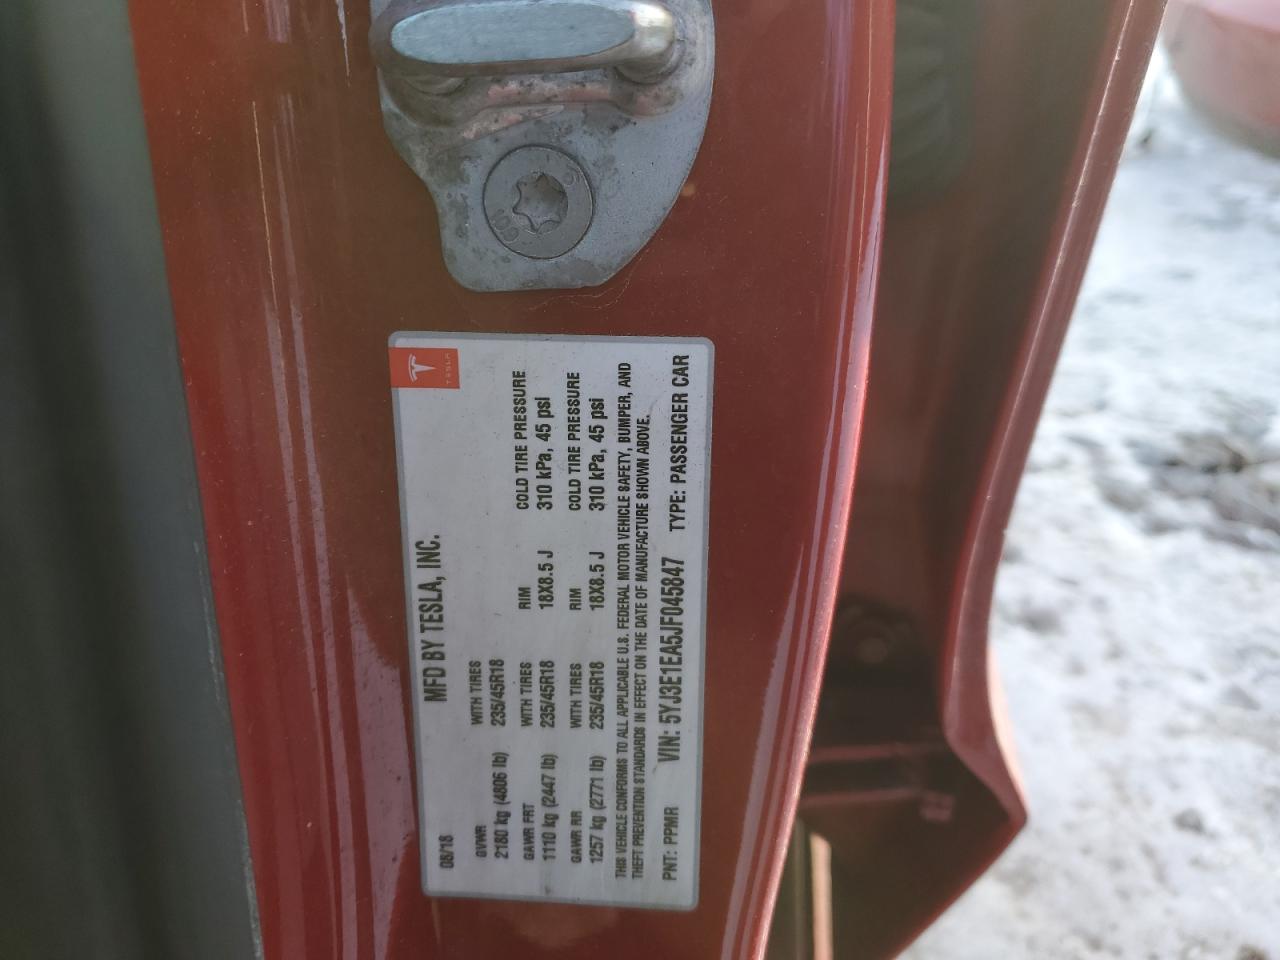 TESLA
MFD BY TESLA, INC.
08/18
GVWR
2180 kg (4806 lb)
WITH TIRES
235/45R18
GAWR FRT
1110 kg (2447 lb)
WITH TIRES
235/45R18
RIM
18X8.5 J
COLD TIRE PRESSURE
310 kPa, 45 psi
GAWR RR
1257 kg (2771 lb)
WITH TIRES
235/45R18
RIM
18X8.5 J
COLD TIRE PRESSURE
310 kPa, 45 psi
THIS VEHICLE CONFORMS TO ALL APPLICABLE U.S. FEDERAL MOTOR VEHICLE SAFETY, BUMPER, AND
THEFT PREVENTION STANDARDS IN EFFECT ON THE DATE OF MANUFACTURE SHOWN ABOVE.
PNT: PPMR VIN: 5YJ3E1EA5JF045847 TYPE: PASSENGER CAR